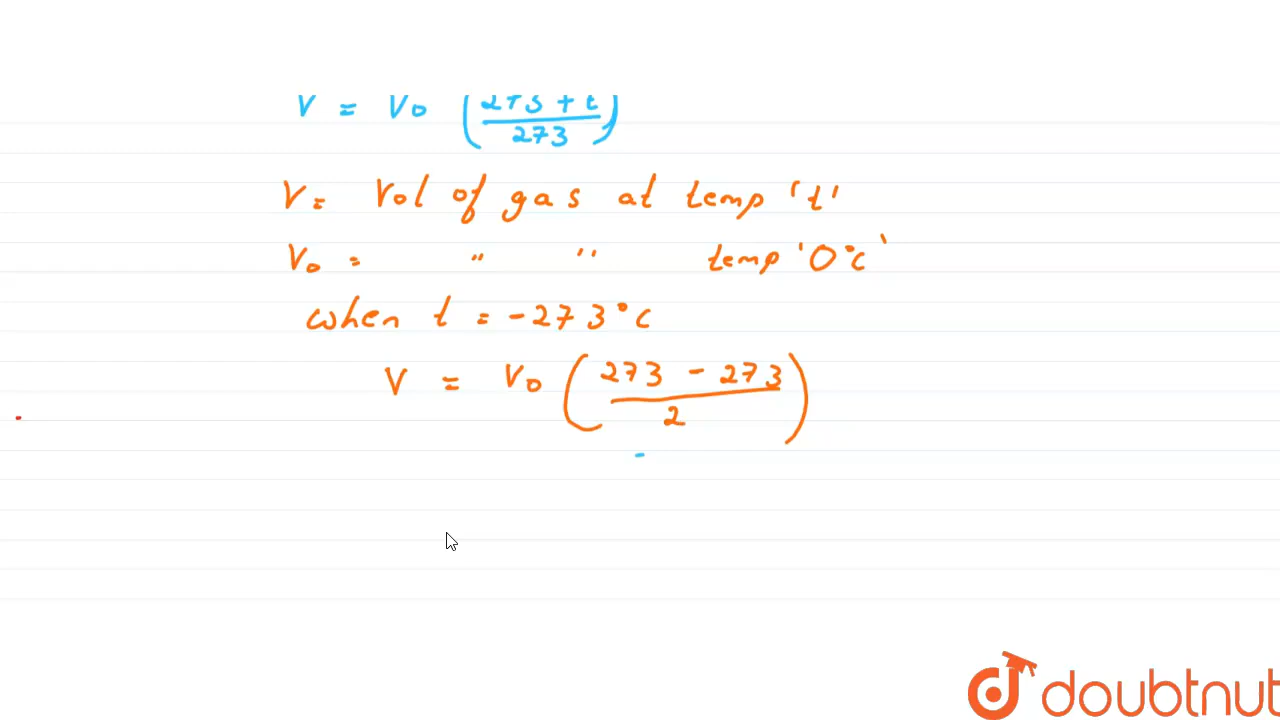 V = V₀ (273 + t / 273)
V = Vol of gas at temp 't'
V₀ = " " temp '0°c'
when t = -273°c
V = V₀ (273 - 273 / 2)
doubtnut